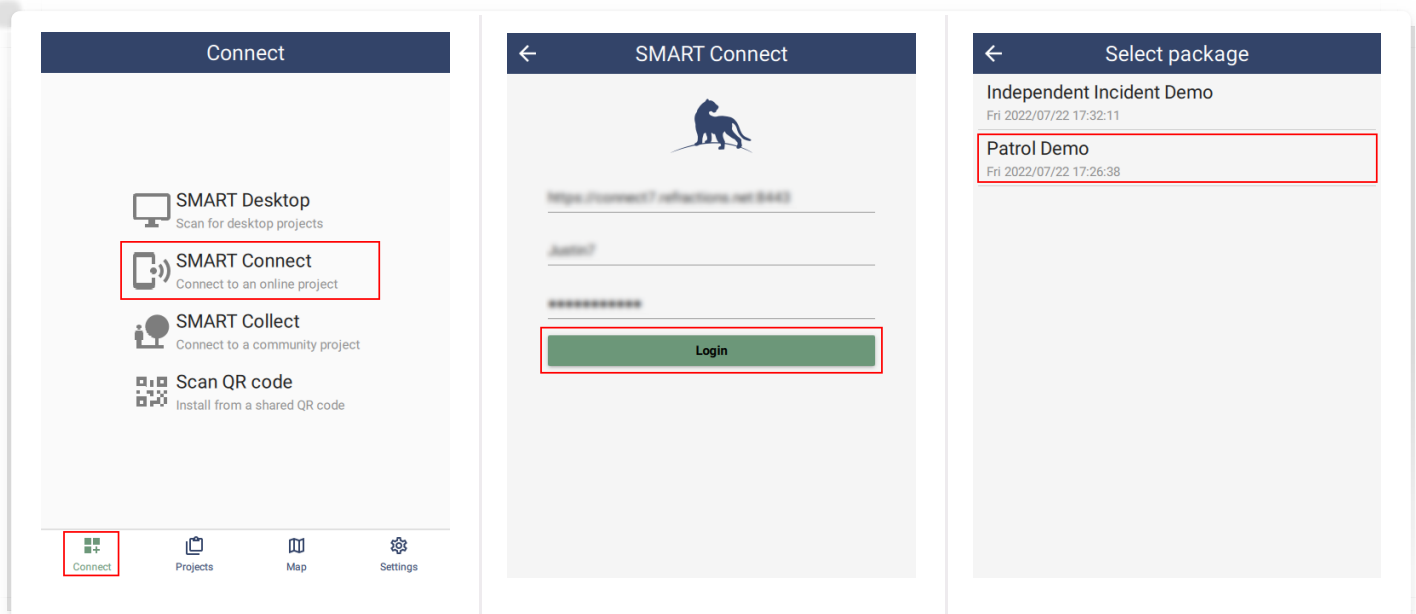 Connect
SMART Desktop
Scan for desktop projects
SMART Connect
Connect to an online project
SMART Collect
Connect to a community project
Scan QR code
Install from a shared QR code
Connect
Projects
Map
Settings
SMART Connect
Login
Select package
Independent Incident Demo
Fri 2022/07/22 17:32:11
Patrol Demo
Fri 2022/07/22 17:26:38